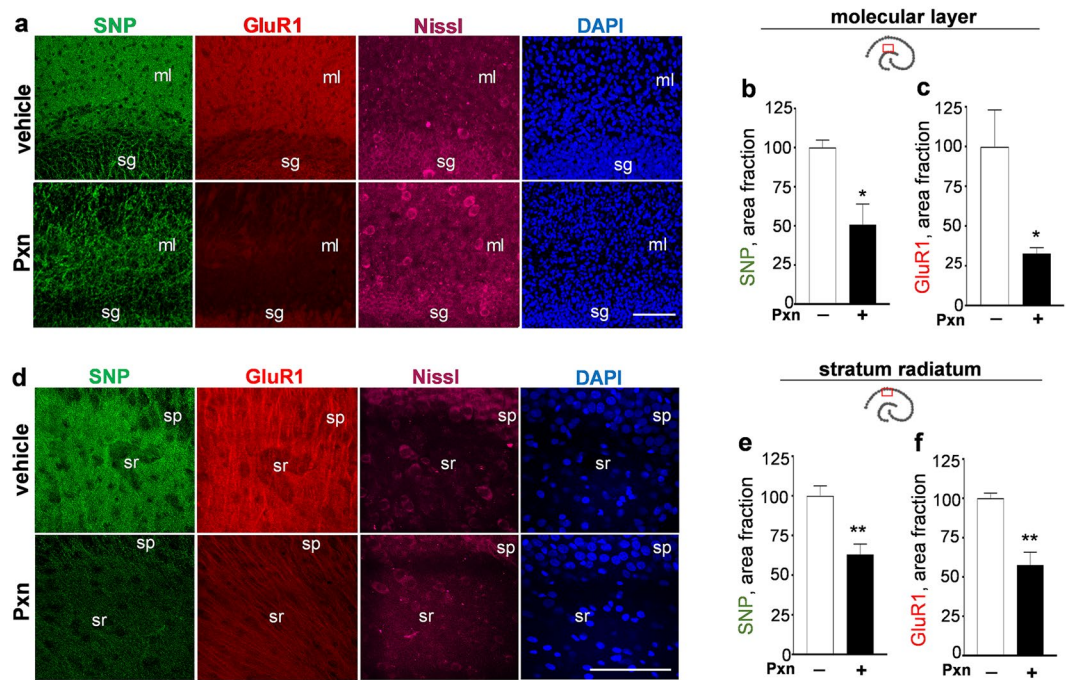 a
SNP
GluR1
Nissl
DAPI
vehicle
ml
ml
ml
ml
sg
sg
sg
sg
Pxn
ml
ml
ml
ml
sg
sg
sg
sg
molecular layer
b
SNP, area fraction
125
100
75
50
25
0
*
Pxn
–
+
c
GluR1, area fraction
125
100
75
50
25
0
*
Pxn
–
+
d
SNP
GluR1
Nissl
DAPI
vehicle
sp
sp
sp
sp
sr
sr
sr
sr
Pxn
sp
sp
sp
sp
sr
sr
sr
sr
stratum radiatum
e
SNP, area fraction
125
100
75
50
25
0
**
Pxn
–
+
f
GluR1, area fraction
125
100
75
50
25
0
**
Pxn
–
+